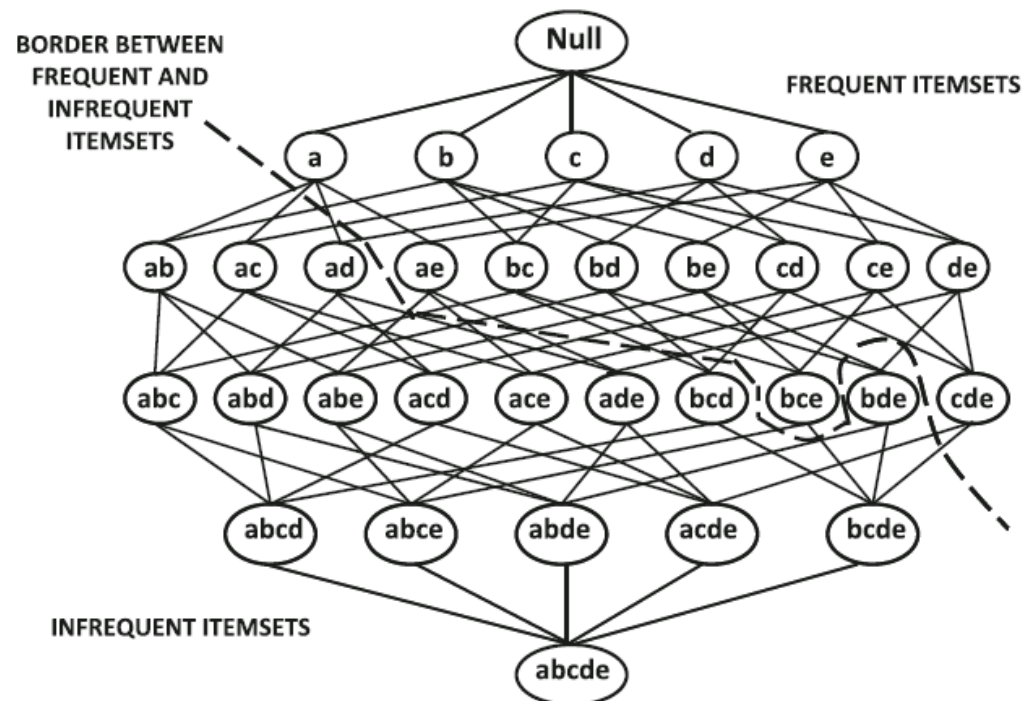 Null
BORDER BETWEEN
FREQUENT AND
INFREQUENT
ITEMSETS
FREQUENT ITEMSETS
a b c d e
ab ac ad ae bc bd be cd ce de
abc abd abe acd ace ade bcd bce bde cde
abcd abce abde acde bcde
INFREQUENT ITEMSETS
abcde